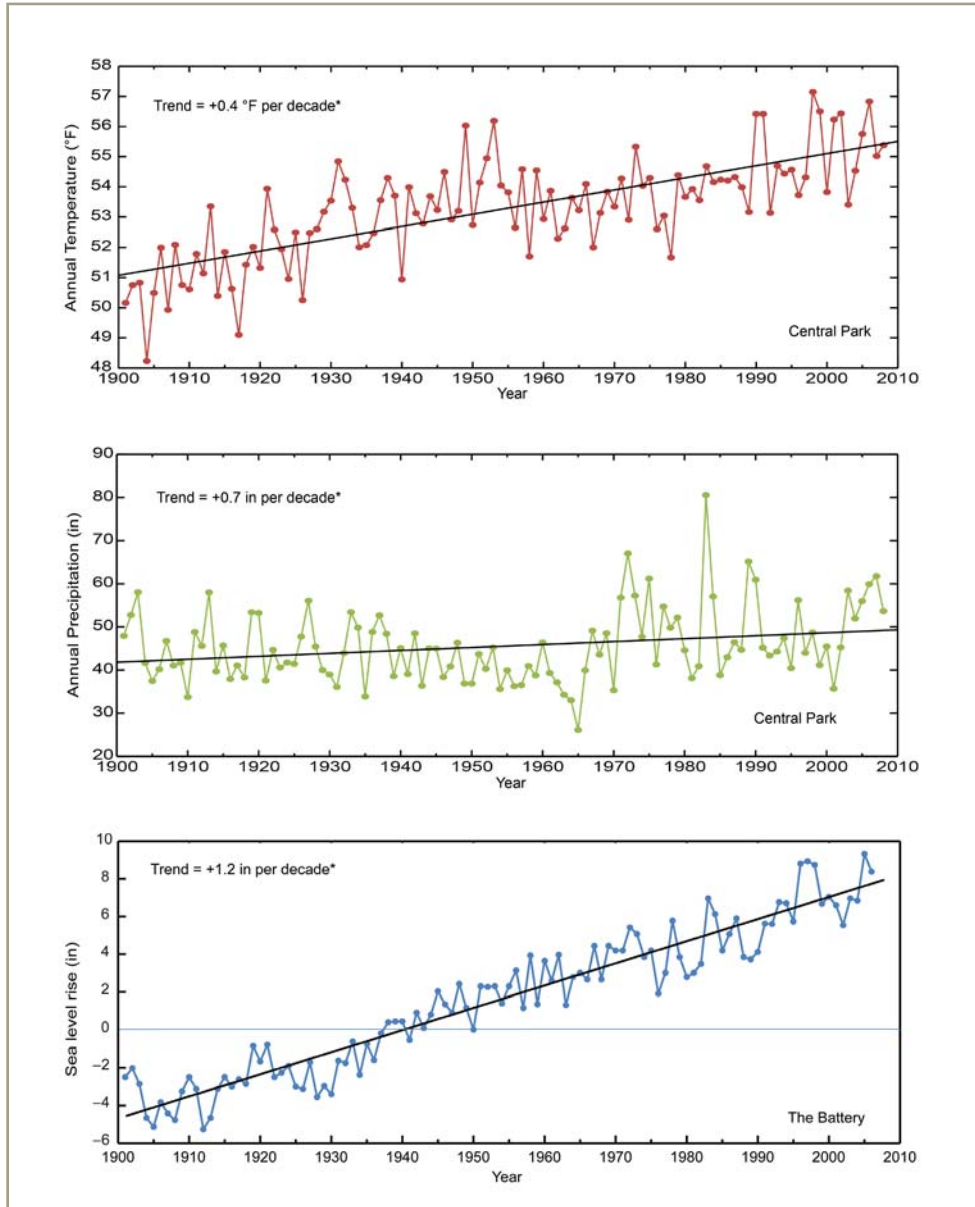 58
57
56
55
54
53
52
51
50
49
48
Annual Temperature (°F)
Trend = +0.4 °F per decade*
Central Park
1900 1910 1920 1930 1940 1950 1960 1970 1980 1990 2000 2010
Year
90
80
70
60
50
40
30
20
Annual Precipitation (in)
Trend = +0.7 in per decade*
Central Park
1900 1910 1920 1930 1940 1950 1960 1970 1980 1990 2000 2010
Year
10
8
6
4
2
0
−2
−4
−6
Sea level rise (in)
Trend = +1.2 in per decade*
The Battery
1900 1910 1920 1930 1940 1950 1960 1970 1980 1990 2000 2010
Year